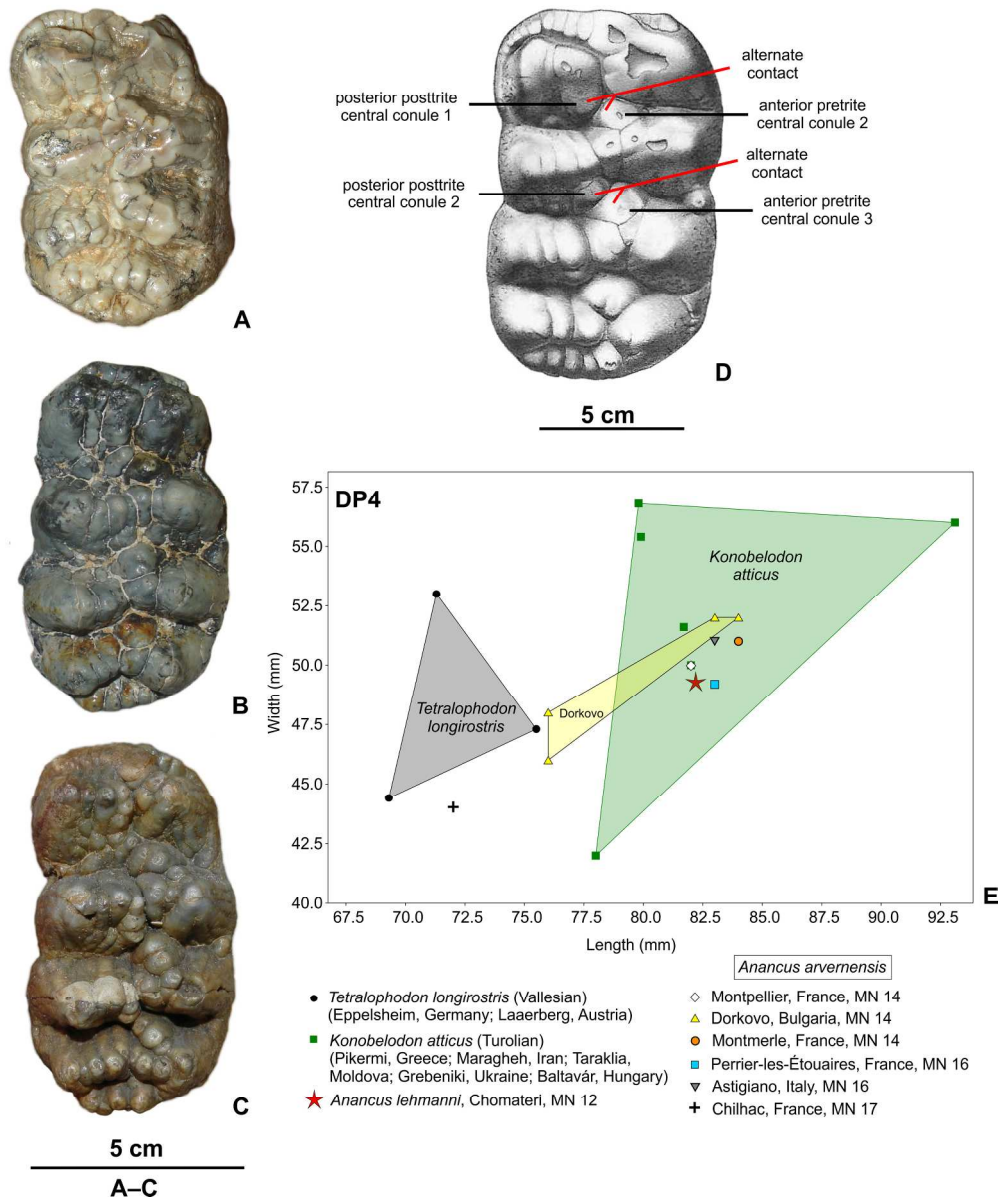 A
B
C
5 cm
A–C
alternate
contact
posterior posttrite
central conule 1
anterior pretrite
central conule 2
alternate
contact
posterior posttrite
central conule 2
anterior pretrite
central conule 3
D
5 cm
DP4
57.5
55.0
52.5
50.0
47.5
45.0
42.5
40.0
Width (mm)
Konobelodon
atticus
Tetralophodon
longirostris
Dorkovo
67.5 70.0 72.5 75.0 77.5 80.0 82.5 85.0 87.5 90.0 92.5
Length (mm)
E
Tetralophodon longirostris (Vallesian)
(Eppelsheim, Germany; Laaerberg, Austria)
Konobelodon atticus (Turolian)
(Pikermi, Greece; Maragheh, Iran; Taraklia,
Moldova; Grebeniki, Ukraine; Baltavár, Hungary)
Anancus lehmanni, Chomateri, MN 12
Anancus arvernensis
Montpellier, France, MN 14
Dorkovo, Bulgaria, MN 14
Montmerle, France, MN 14
Perrier-les-Étouaires, France, MN 16
Astigiano, Italy, MN 16
Chilhac, France, MN 17